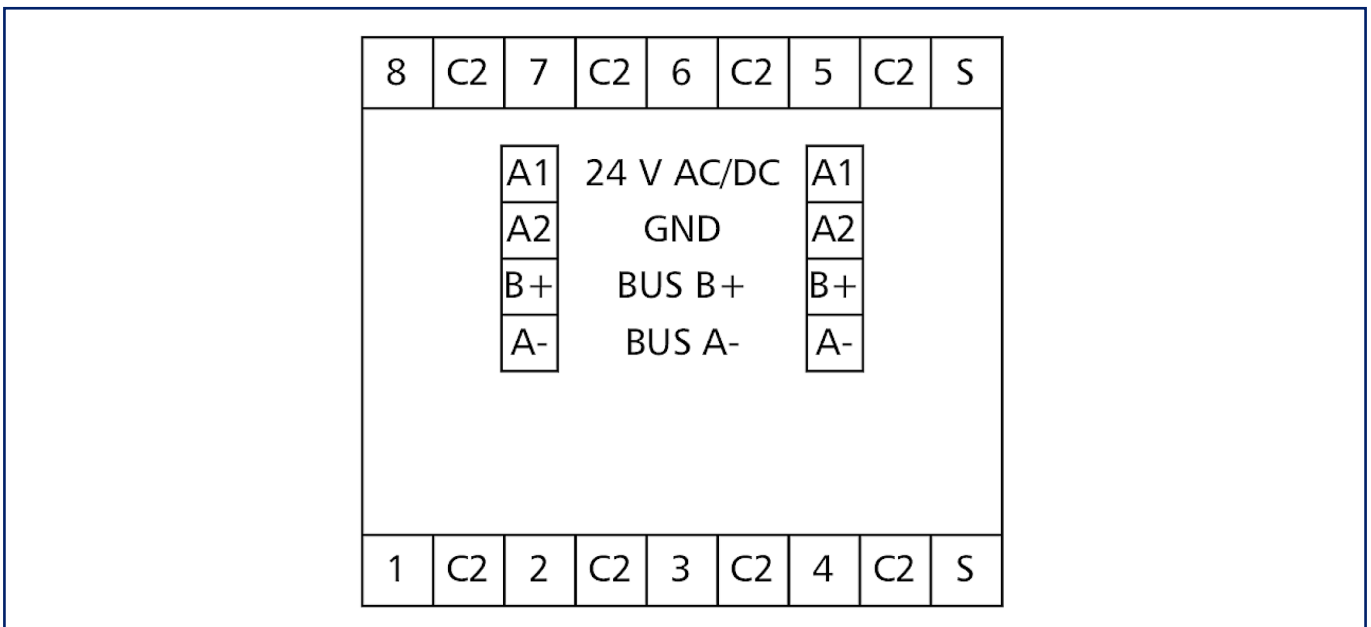 8 C2 7 C2 6 C2 5 C2 S
A1 24 V AC/DC A1
A2 GND A2
B+ BUS B+ B+
A- BUS A- A-
1 C2 2 C2 3 C2 4 C2 S